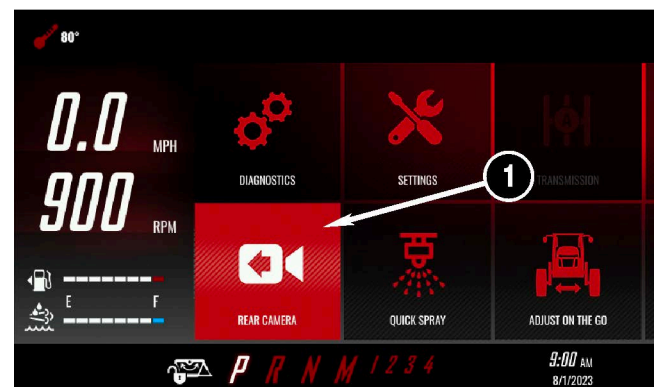 80°
0.0 MPH
900 RPM
DIAGNOSTICS
SETTINGS
TRANSMISSION
1
REAR CAMERA
QUICK SPRAY
ADJUST ON THE GO
E F
P R N M 1 2 3 4
9:00 AM
8/1/2023